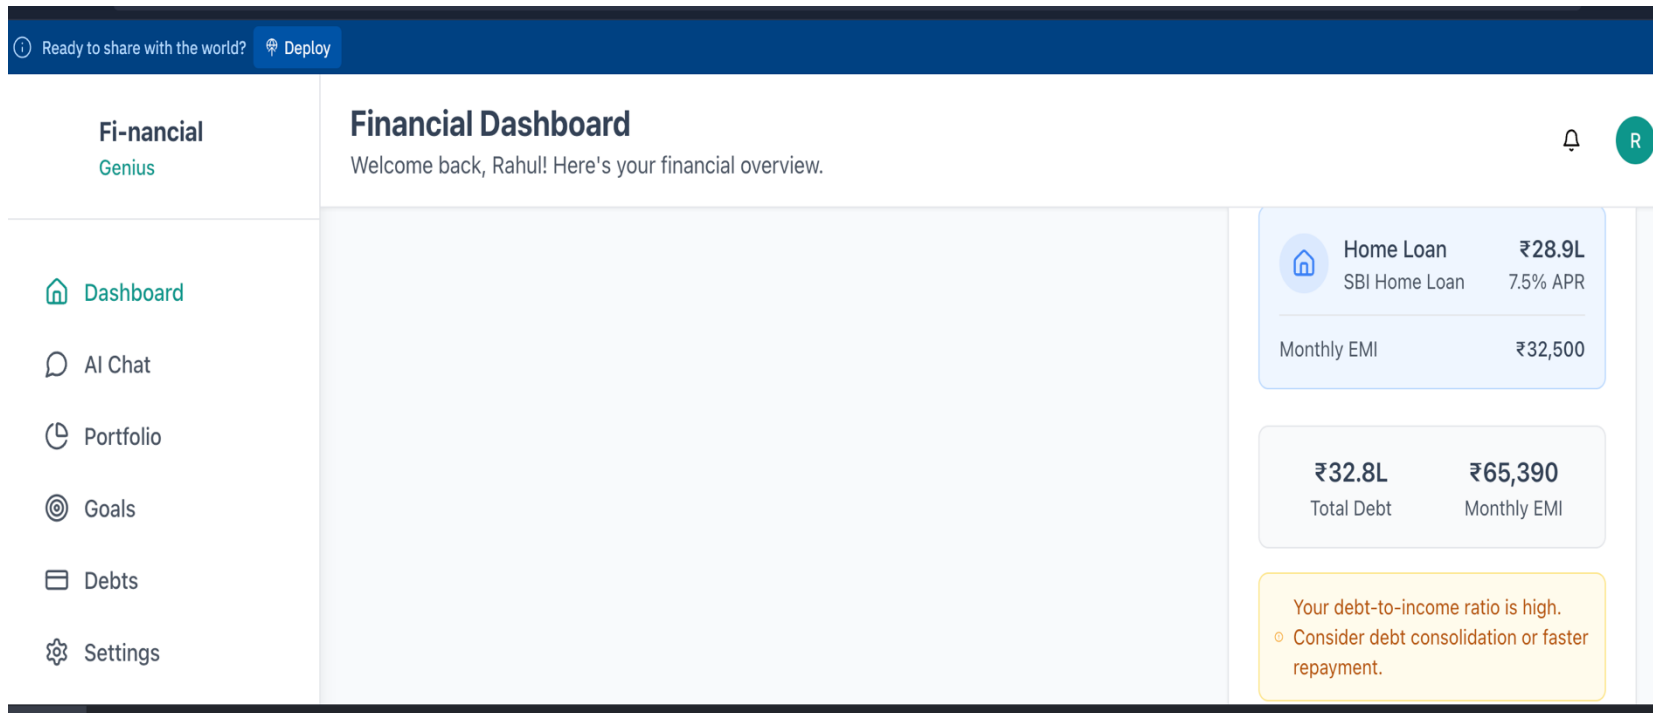 Ready to share with the world? Deploy
Fi-nancial
Genius
Financial Dashboard
Welcome back, Rahul! Here's your financial overview.
R
Dashboard
AI Chat
Portfolio
Goals
Debts
Settings
Home Loan ₹28.9L
SBI Home Loan 7.5% APR
Monthly EMI ₹32,500
₹32.8L ₹65,390
Total Debt Monthly EMI
Your debt-to-income ratio is high.
Consider debt consolidation or faster
repayment.